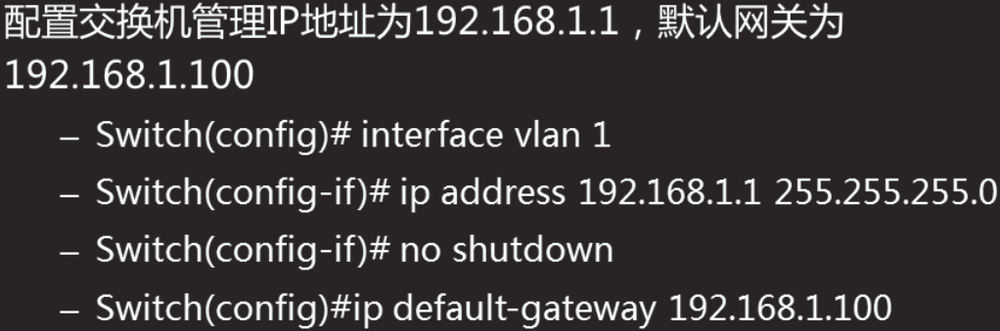 配置交换机管理IP地址为192.168.1.1，默认网关为
192.168.1.100
– Switch(config)# interface vlan 1
– Switch(config-if)# ip address 192.168.1.1 255.255.255.0
– Switch(config-if)# no shutdown
– Switch(config)#ip default-gateway 192.168.1.100